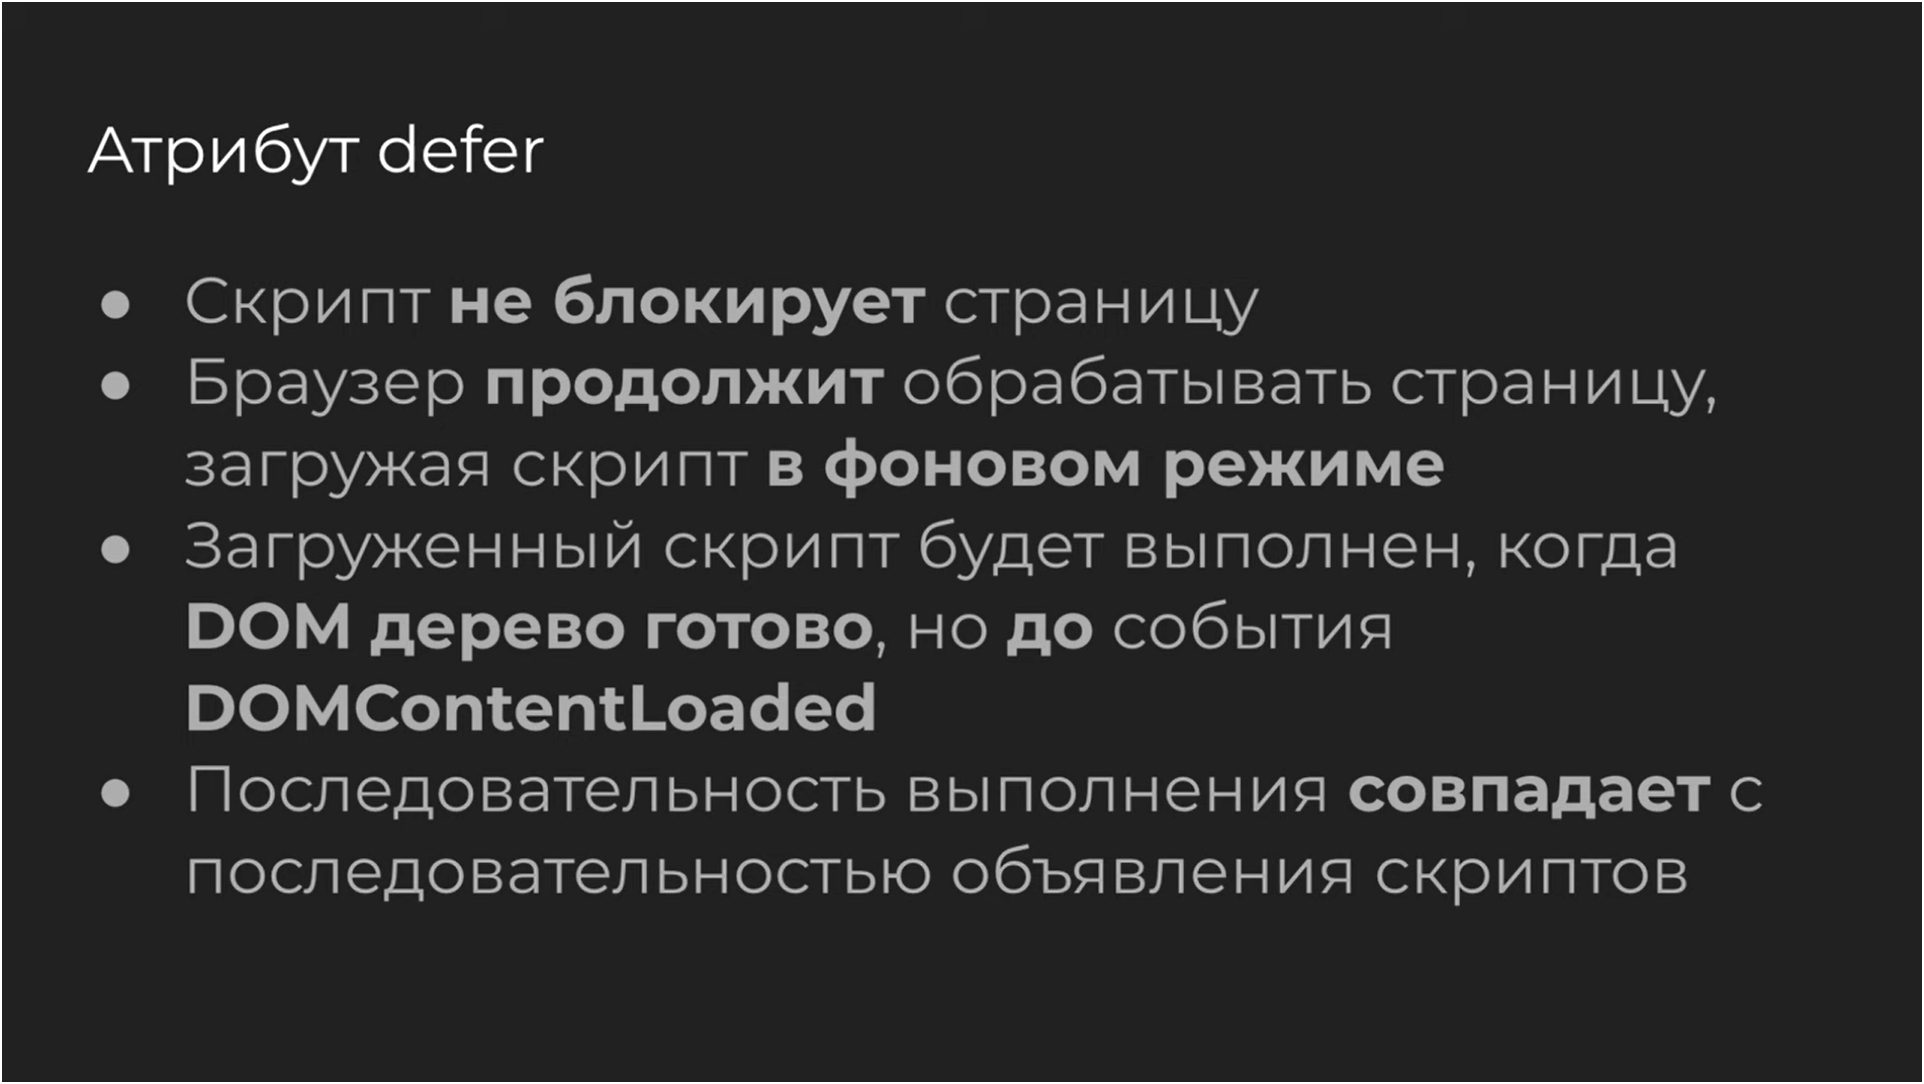 Атрибут defer
● Скрипт не блокирует страницу
● Браузер продолжит обрабатывать страницу,
загружая скрипт в фоновом режиме
● Загруженный скрипт будет выполнен, когда
DOM дерево готово, но до события
DOMContentLoaded
● Последовательность выполнения совпадает с
последовательностью объявления скриптов